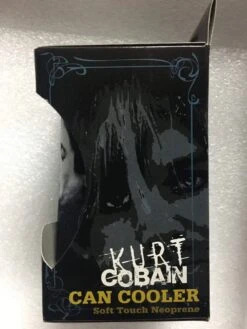 KURT
COBAIN
CAN COOLER
Soft Touch Neoprene